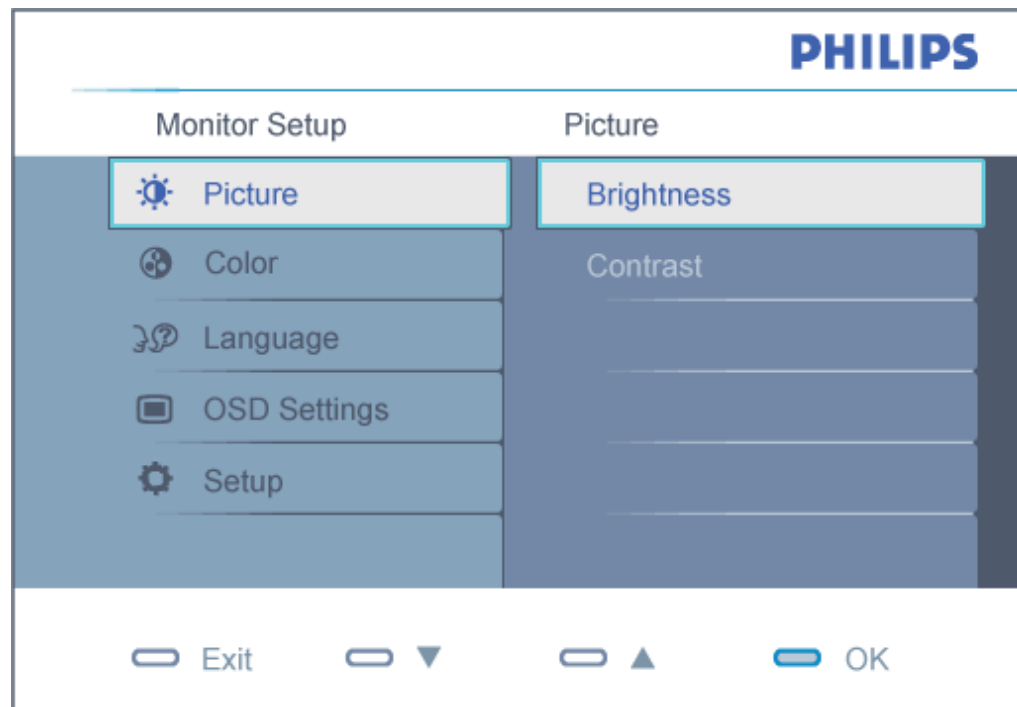 PHILIPS
Monitor Setup Picture
Picture Brightness
Color Contrast
Language
OSD Settings
Setup
Exit ▼ ▲ OK